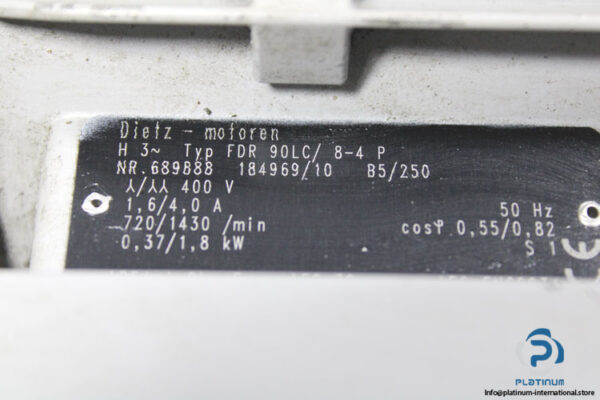 Dietz - motoren
H 3~ Typ FDR 90LC/ 8-4 P
NR.689888 184969/10 B5/250
⅄/⅄⅄ 400 V
1,6/4,0 A 50 Hz
720/1430 /min cosφ 0,55/0,82
0,37/1,8 kW S 1
CE
PLATINUM
Info@platinum-international.store